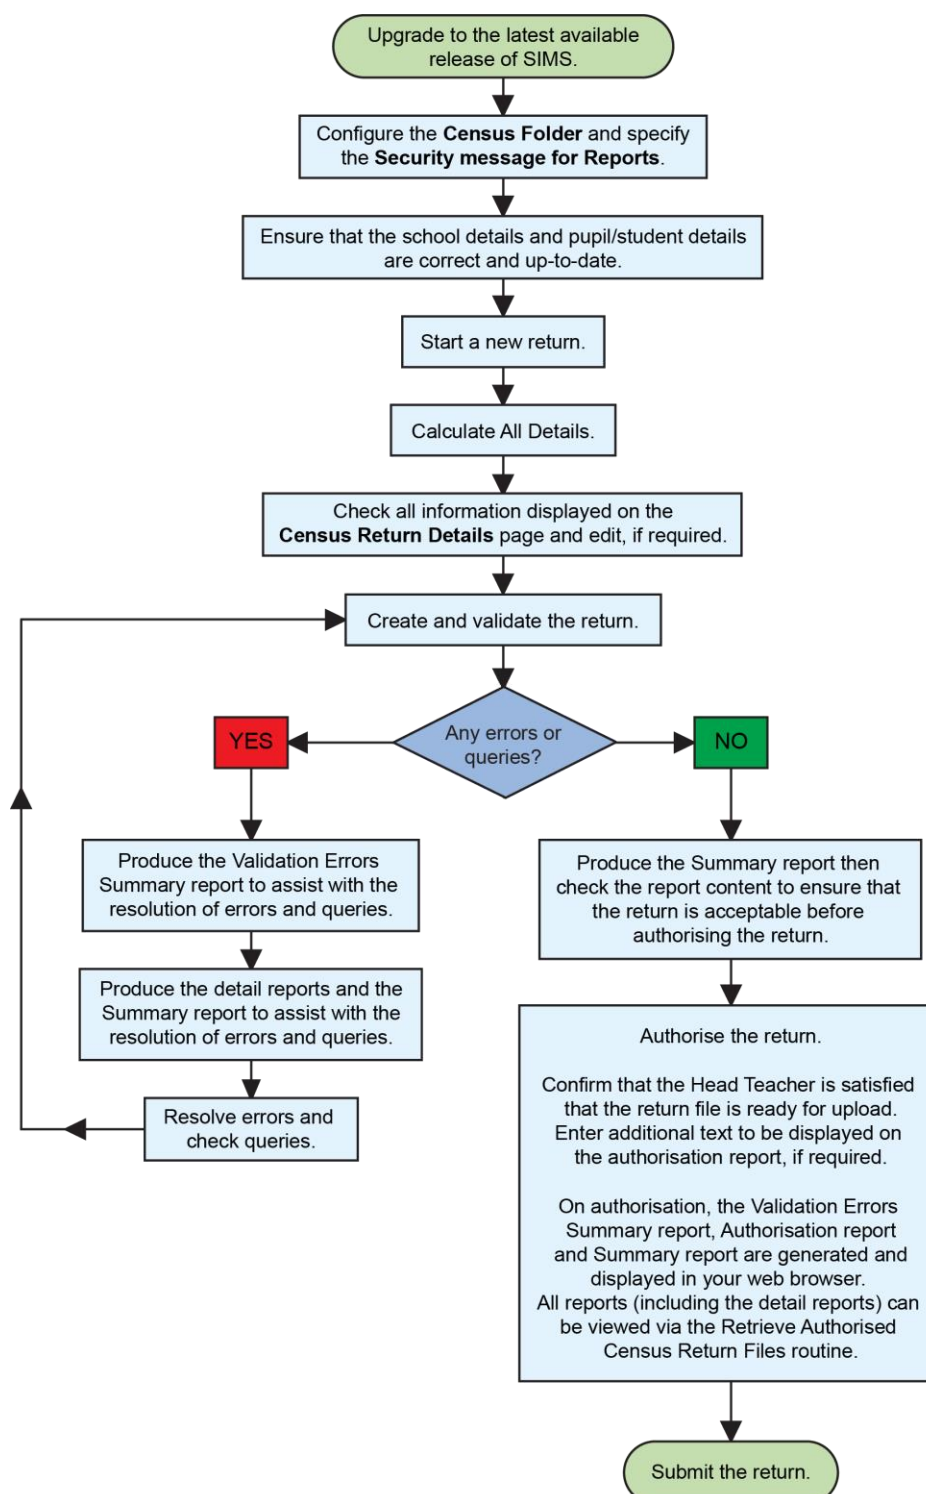 Upgrade to the latest available
release of SIMS.
Configure the Census Folder and specify
the Security message for Reports.
Ensure that the school details and pupil/student details
are correct and up-to-date.
Start a new return.
Calculate All Details.
Check all information displayed on the
Census Return Details page and edit, if required.
Create and validate the return.
Any errors or
queries?
YES
NO
Produce the Validation Errors
Summary report to assist with the
resolution of errors and queries.
Produce the detail reports and the
Summary report to assist with the
resolution of errors and queries.
Resolve errors and
check queries.
Produce the Summary report then
check the report content to ensure that
the return is acceptable before
authorising the return.
Authorise the return.
Confirm that the Head Teacher is satisfied
that the return file is ready for upload.
Enter additional text to be displayed on
the authorisation report, if required.
On authorisation, the Validation Errors
Summary report, Authorisation report
and Summary report are generated and
displayed in your web browser.
All reports (including the detail reports) can
be viewed via the Retrieve Authorised
Census Return Files routine.
Submit the return.